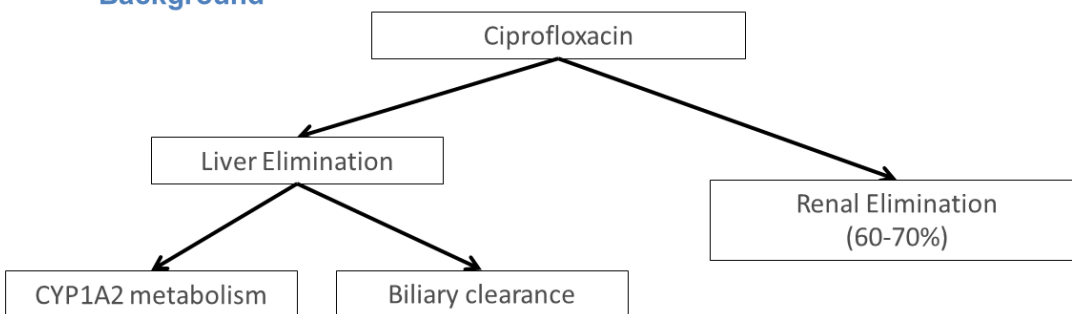 Background
Ciprofloxacin
Liver Elimination
Renal Elimination
(60-70%)
CYP1A2 metabolism
Biliary clearance